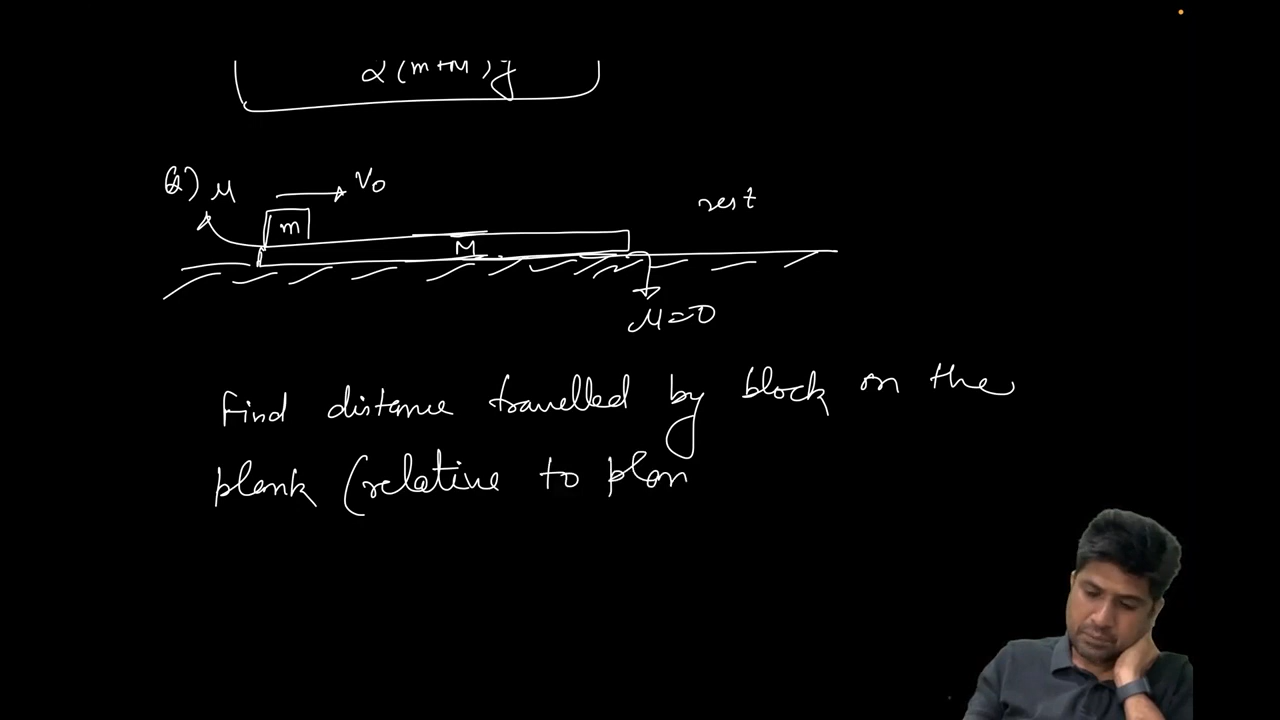 α (m+M) g
Q) μ
V₀
m
rest
M
μ=0
Find distance travelled by block on the
plank (relative to plan